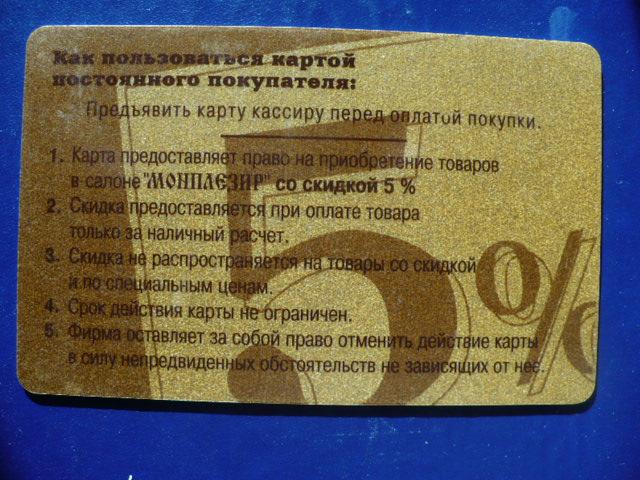 Как пользоваться картой
постоянного покупателя:
Предъявить карту кассиру перед оплатой покупки.
1. Карта предоставляет право на приобретение товаров
в салоне "МОНПЛЕЗИР" со скидкой 5 %
2. Скидка предоставляется при оплате товара
только за наличный расчет.
3. Скидка не распространяется на товары со скидкой
и по специальным ценам.
4. Срок действия карты не ограничен.
5. Фирма оставляет за собой право отменить действие карты
в силу непредвиденных обстоятельств не зависящих от нее.
5%